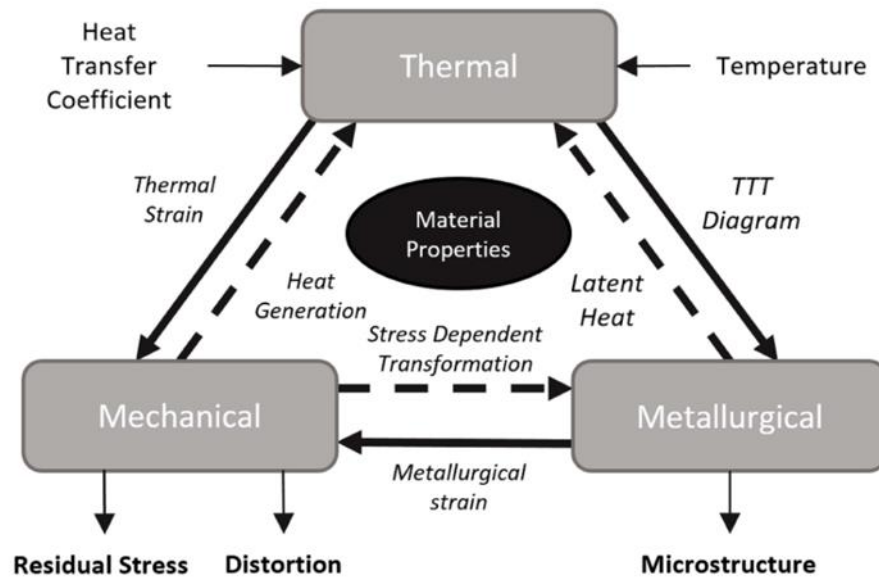 Heat
Transfer
Coefficient
Thermal
Temperature
Thermal
Strain
Material
Properties
TTT
Diagram
Heat
Generation
Latent
Heat
Stress Dependent
Transformation
Mechanical
Metallurgical
Metallurgical
strain
Residual Stress
Distortion
Microstructure